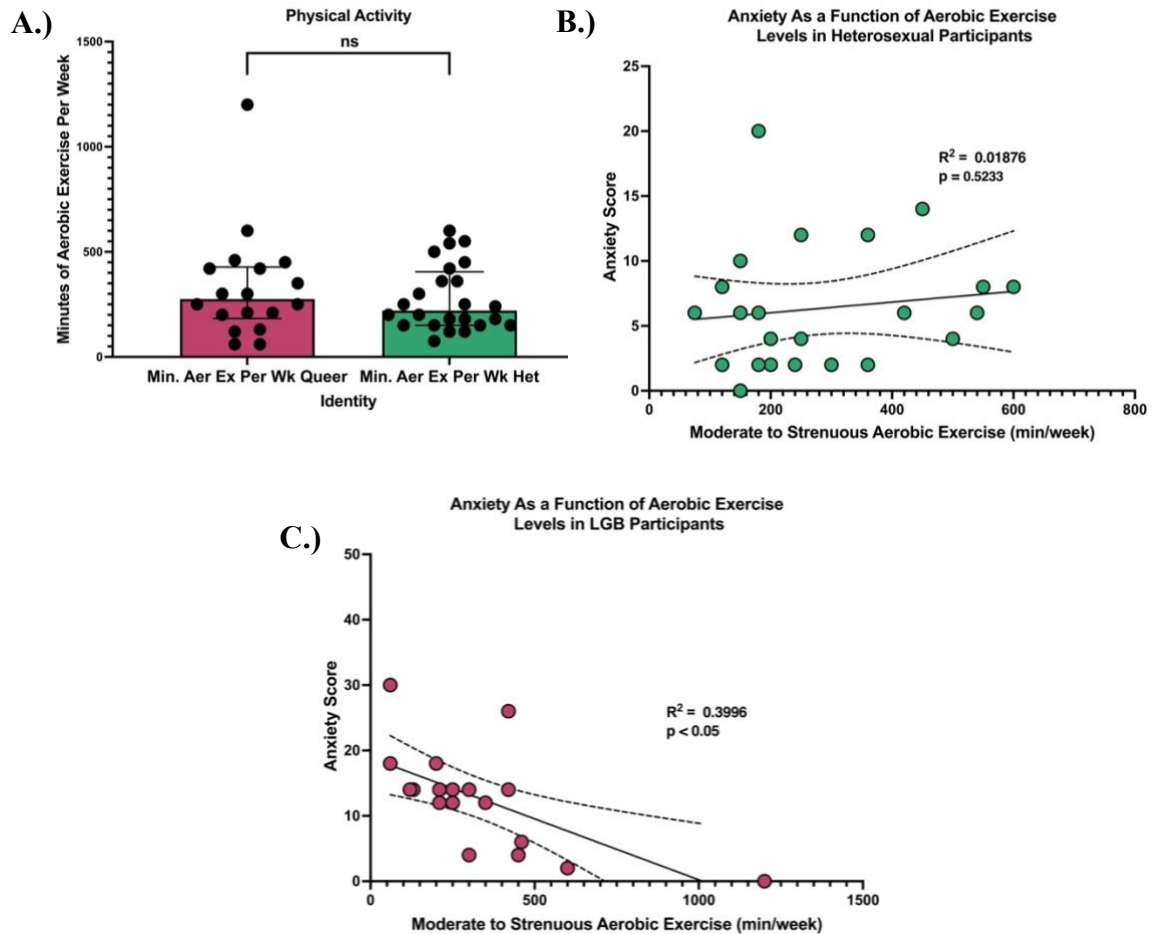 A.)
Physical Activity
ns
1500
1000
500
0
Minutes of Aerobic Exercise Per Week
Min. Aer Ex Per Wk Queer Min. Aer Ex Per Wk Het
Identity
B.)
Anxiety As a Function of Aerobic Exercise
Levels in Heterosexual Participants
25
20
15
10
5
0
Anxiety Score
R² = 0.01876
p = 0.5233
0 200 400 600 800
Moderate to Strenuous Aerobic Exercise (min/week)
C.)
Anxiety As a Function of Aerobic Exercise
Levels in LGB Participants
50
40
30
20
10
0
Anxiety Score
R² = 0.3996
p < 0.05
0 500 1000 1500
Moderate to Strenuous Aerobic Exercise (min/week)